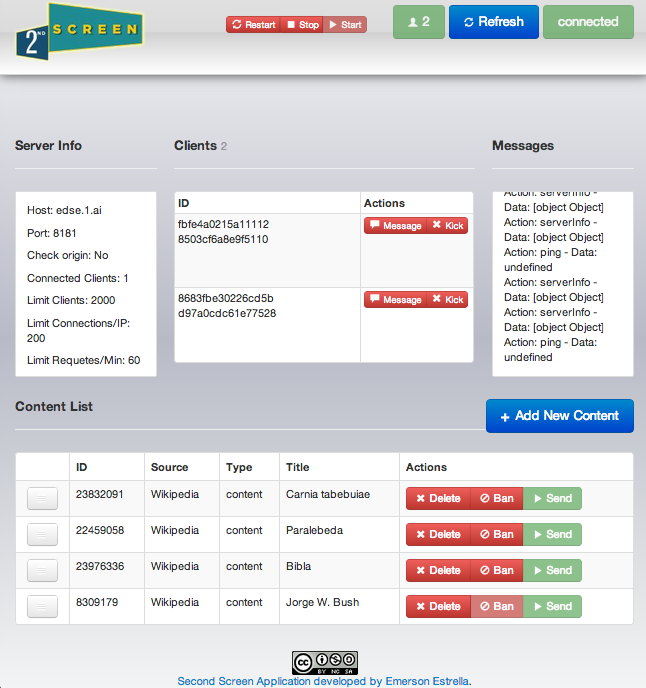 2ND SCREEN
Restart Stop Start
2
Refresh
connected
Server Info
Host: edse.1.ai
Port: 8181
Check origin: No
Connected Clients: 1
Limit Clients: 2000
Limit Connections/IP:
200
Limit Requetes/Min: 60
Clients 2
ID Actions
fbfe4a0215a11112
8503cf6a8e9f5110
Message Kick
8683fbe30226cd5b
d97a0cdc61e77528
Message Kick
Messages
Action: serverInfo -
Data: [object Object]
Action: serverInfo -
Data: [object Object]
Action: ping - Data:
undefined
Action: serverInfo -
Data: [object Object]
Action: serverInfo -
Data: [object Object]
Action: ping - Data:
undefined
Content List
+ Add New Content
ID Source Type Title Actions
23832091 Wikipedia content Carnia tabebuiae Delete Ban Send
22459058 Wikipedia content Paralebeda Delete Ban Send
23976336 Wikipedia content Bibla Delete Ban Send
8309179 Wikipedia content Jorge W. Bush Delete Ban Send
cc
BY NC SA
Second Screen Application developed by Emerson Estrella.